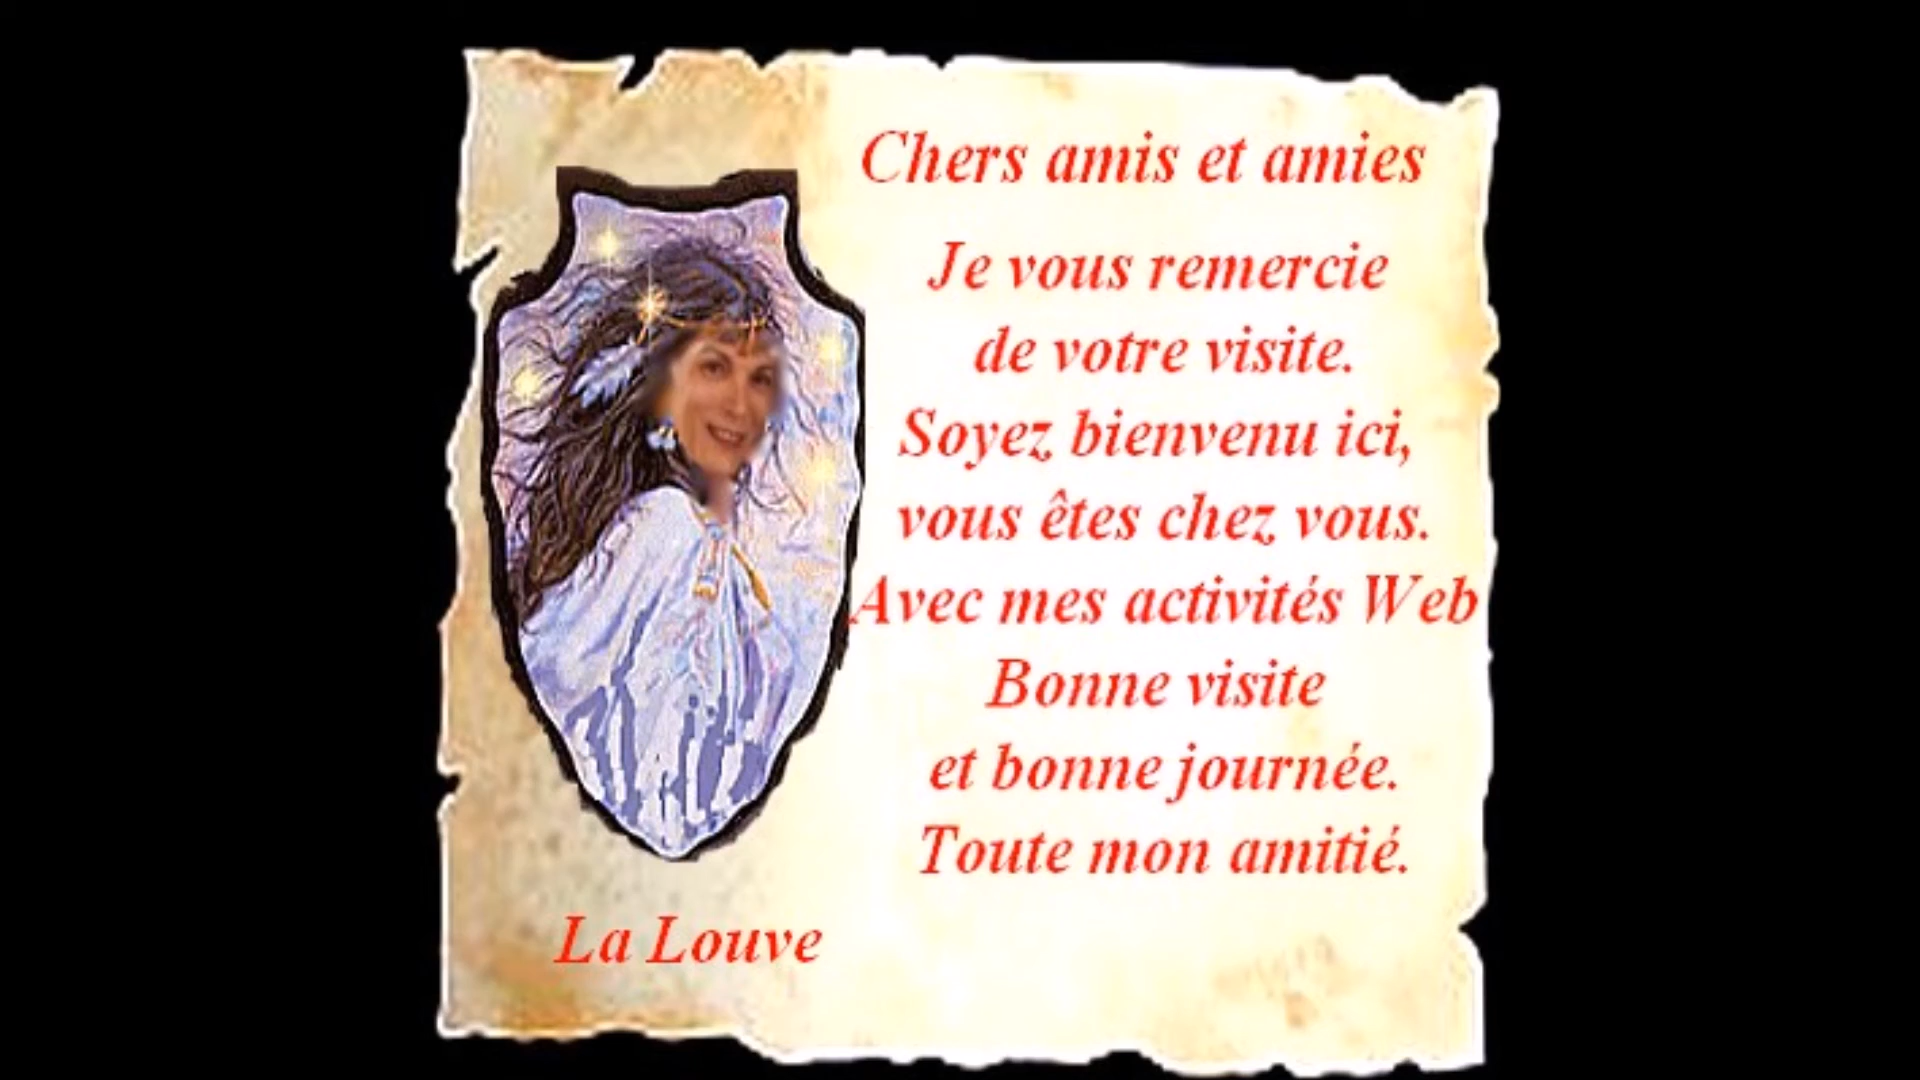 Chers amis et amies
Je vous remercie
de votre visite.
Soyez bienvenu ici,
vous êtes chez vous.
Avec mes activités Web
Bonne visite
et bonne journée.
Toute mon amitié.
La Louve